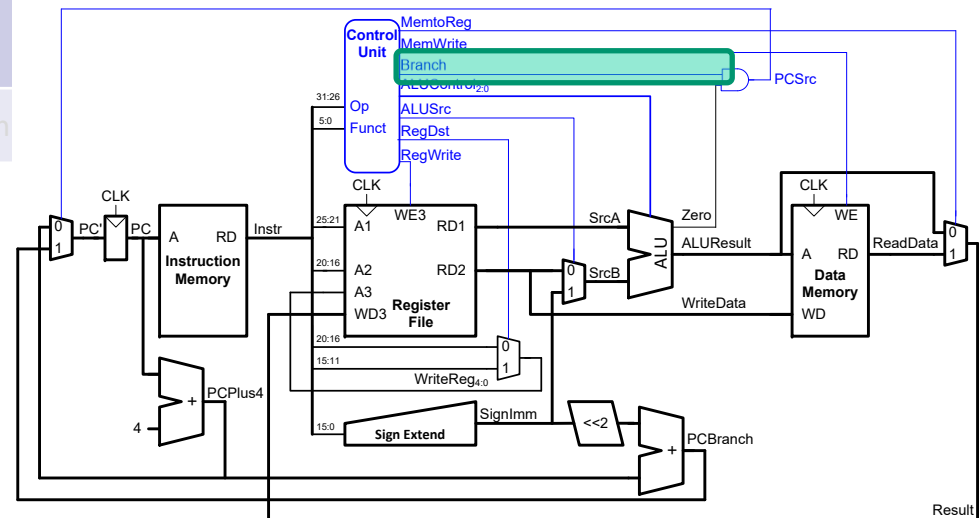 MemtoReg
Control
Unit
MemWrite
Branch
PCSrc
ALUControl2:0
31:26
Op
ALUSrc
5:0
Funct
RegDst
RegWrite
CLK
CLK
CLK
25:21
A1
WE3
RD1
SrcA
Zero
WE
0
1
PC'
PC
A
RD
Instr
Instruction
Memory
20:16
A2
RD2
0
1
SrcB
ALU
ALUResult
A
RD
ReadData
0
1
A3
Register
File
WD3
Data
Memory
WriteData
WD
20:16
0
15:11
1
WriteReg4:0
PCPlus4
+
4
SignImm
15:0
Sign Extend
<<2
PCBranch
+
Result